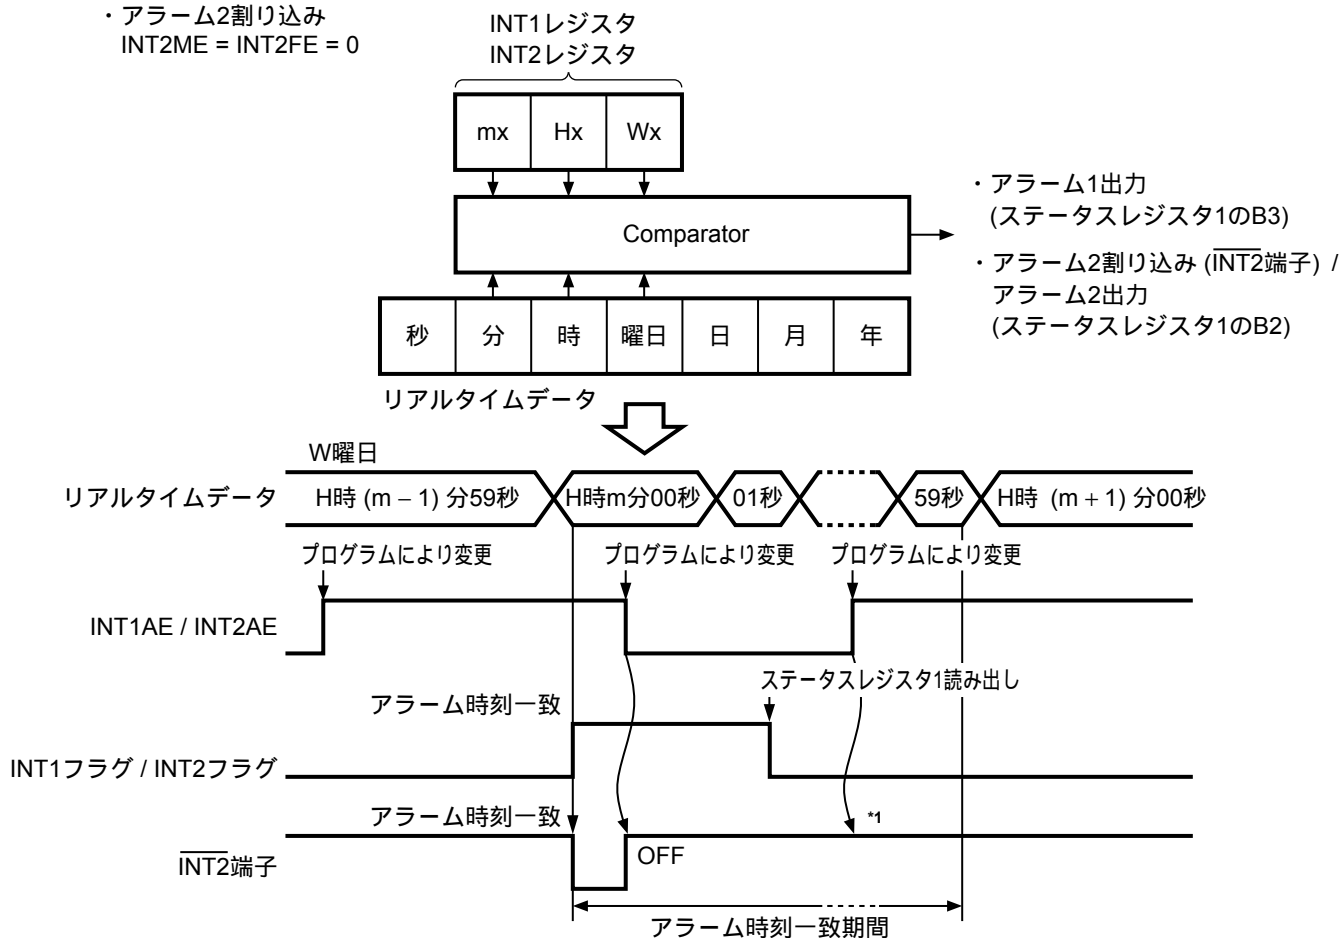 ・アラーム2割り込み
INT2ME = INT2FE = 0
INT1レジスタ
INT2レジスタ
mx Hx Wx
Comparator
・アラーム1出力
(ステータスレジスタ1のB3)
・アラーム2割り込み (INT2端子) /
アラーム2出力
(ステータスレジスタ1のB2)
秒 分 時 曜日 日 月 年
リアルタイムデータ
W曜日
リアルタイムデータ H時 (m − 1) 分59秒 H時m分00秒 01秒 59秒 H時 (m + 1) 分00秒
プログラムにより変更 プログラムにより変更 プログラムにより変更
INT1AE / INT2AE
ステータスレジスタ1読み出し
アラーム時刻一致
INT1フラグ / INT2フラグ
アラーム時刻一致 *1
INT2端子 OFF
アラーム時刻一致期間